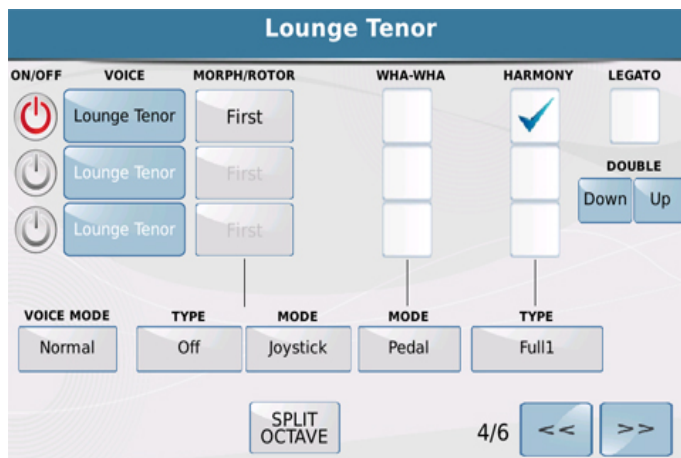 Lounge Tenor
ON/OFF VOICE MORPH/ROTOR WHA-WHA HARMONY LEGATO
Lounge Tenor First
Lounge Tenor First
DOUBLE
Down Up
Lounge Tenor First
VOICE MODE TYPE MODE MODE TYPE
Normal Off Joystick Pedal Full1
SPLIT
OCTAVE
4/6 << >>